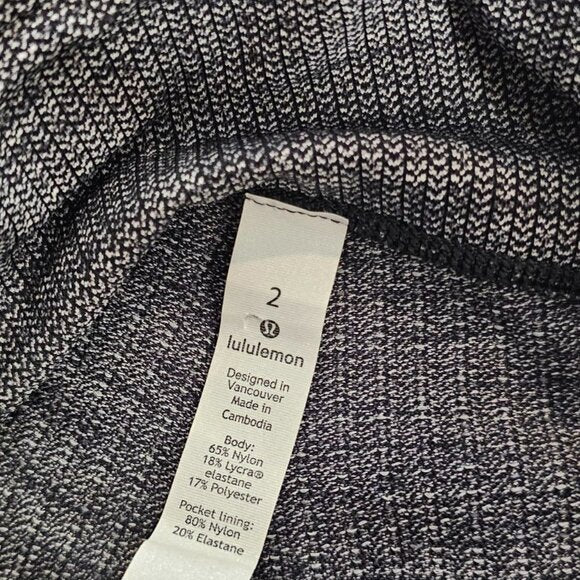 2
lululemon
Designed in
Vancouver
Made in
Cambodia
Body:
65% Nylon
18% Lycra®
elastane
17% Polyester
Pocket lining:
80% Nylon
20% Elastane